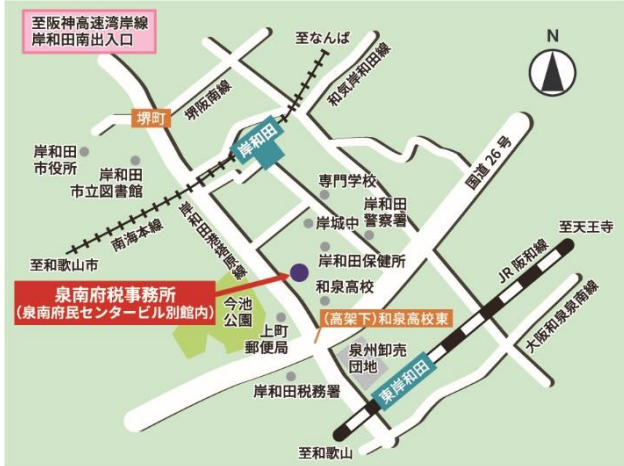 至阪神高速湾岸線
岸和田南出入口
至なんば
和気岸和田線
N
堺阪南線
堺町
岸和田
国道26号
岸和田
市役所
岸和田
市立図書館
専門学校
岸和田
警察署
岸城中
南海本線
岸和田港塔原線
至天王寺
至和歌山市
岸和田保健所
JR阪和線
泉南府税事務所
(泉南府民センタービル別館内)
和泉高校
今池
公園
大阪和泉泉南線
上町
郵便局
(高架下)和泉高校東
泉州卸売
団地
東岸和田
岸和田税務署
至和歌山